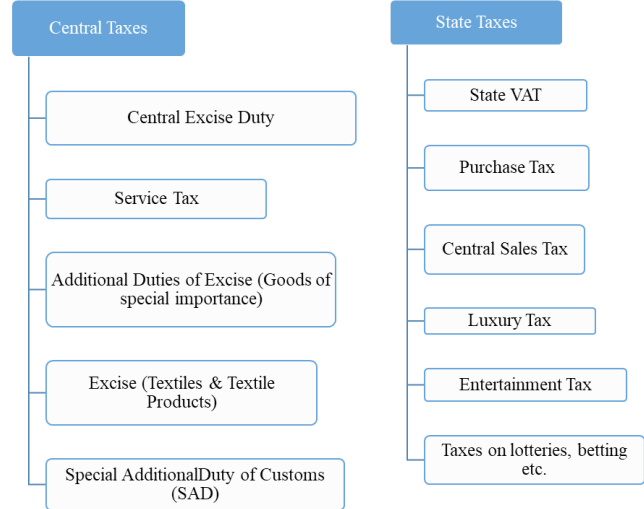 Central Taxes
Central Excise Duty
Service Tax
Additional Duties of Excise (Goods of
special importance)
Excise (Textiles & Textile
Products)
Special AdditionalDuty of Customs
(SAD)
State Taxes
State VAT
Purchase Tax
Central Sales Tax
Luxury Tax
Entertainment Tax
Taxes on lotteries, betting
etc.